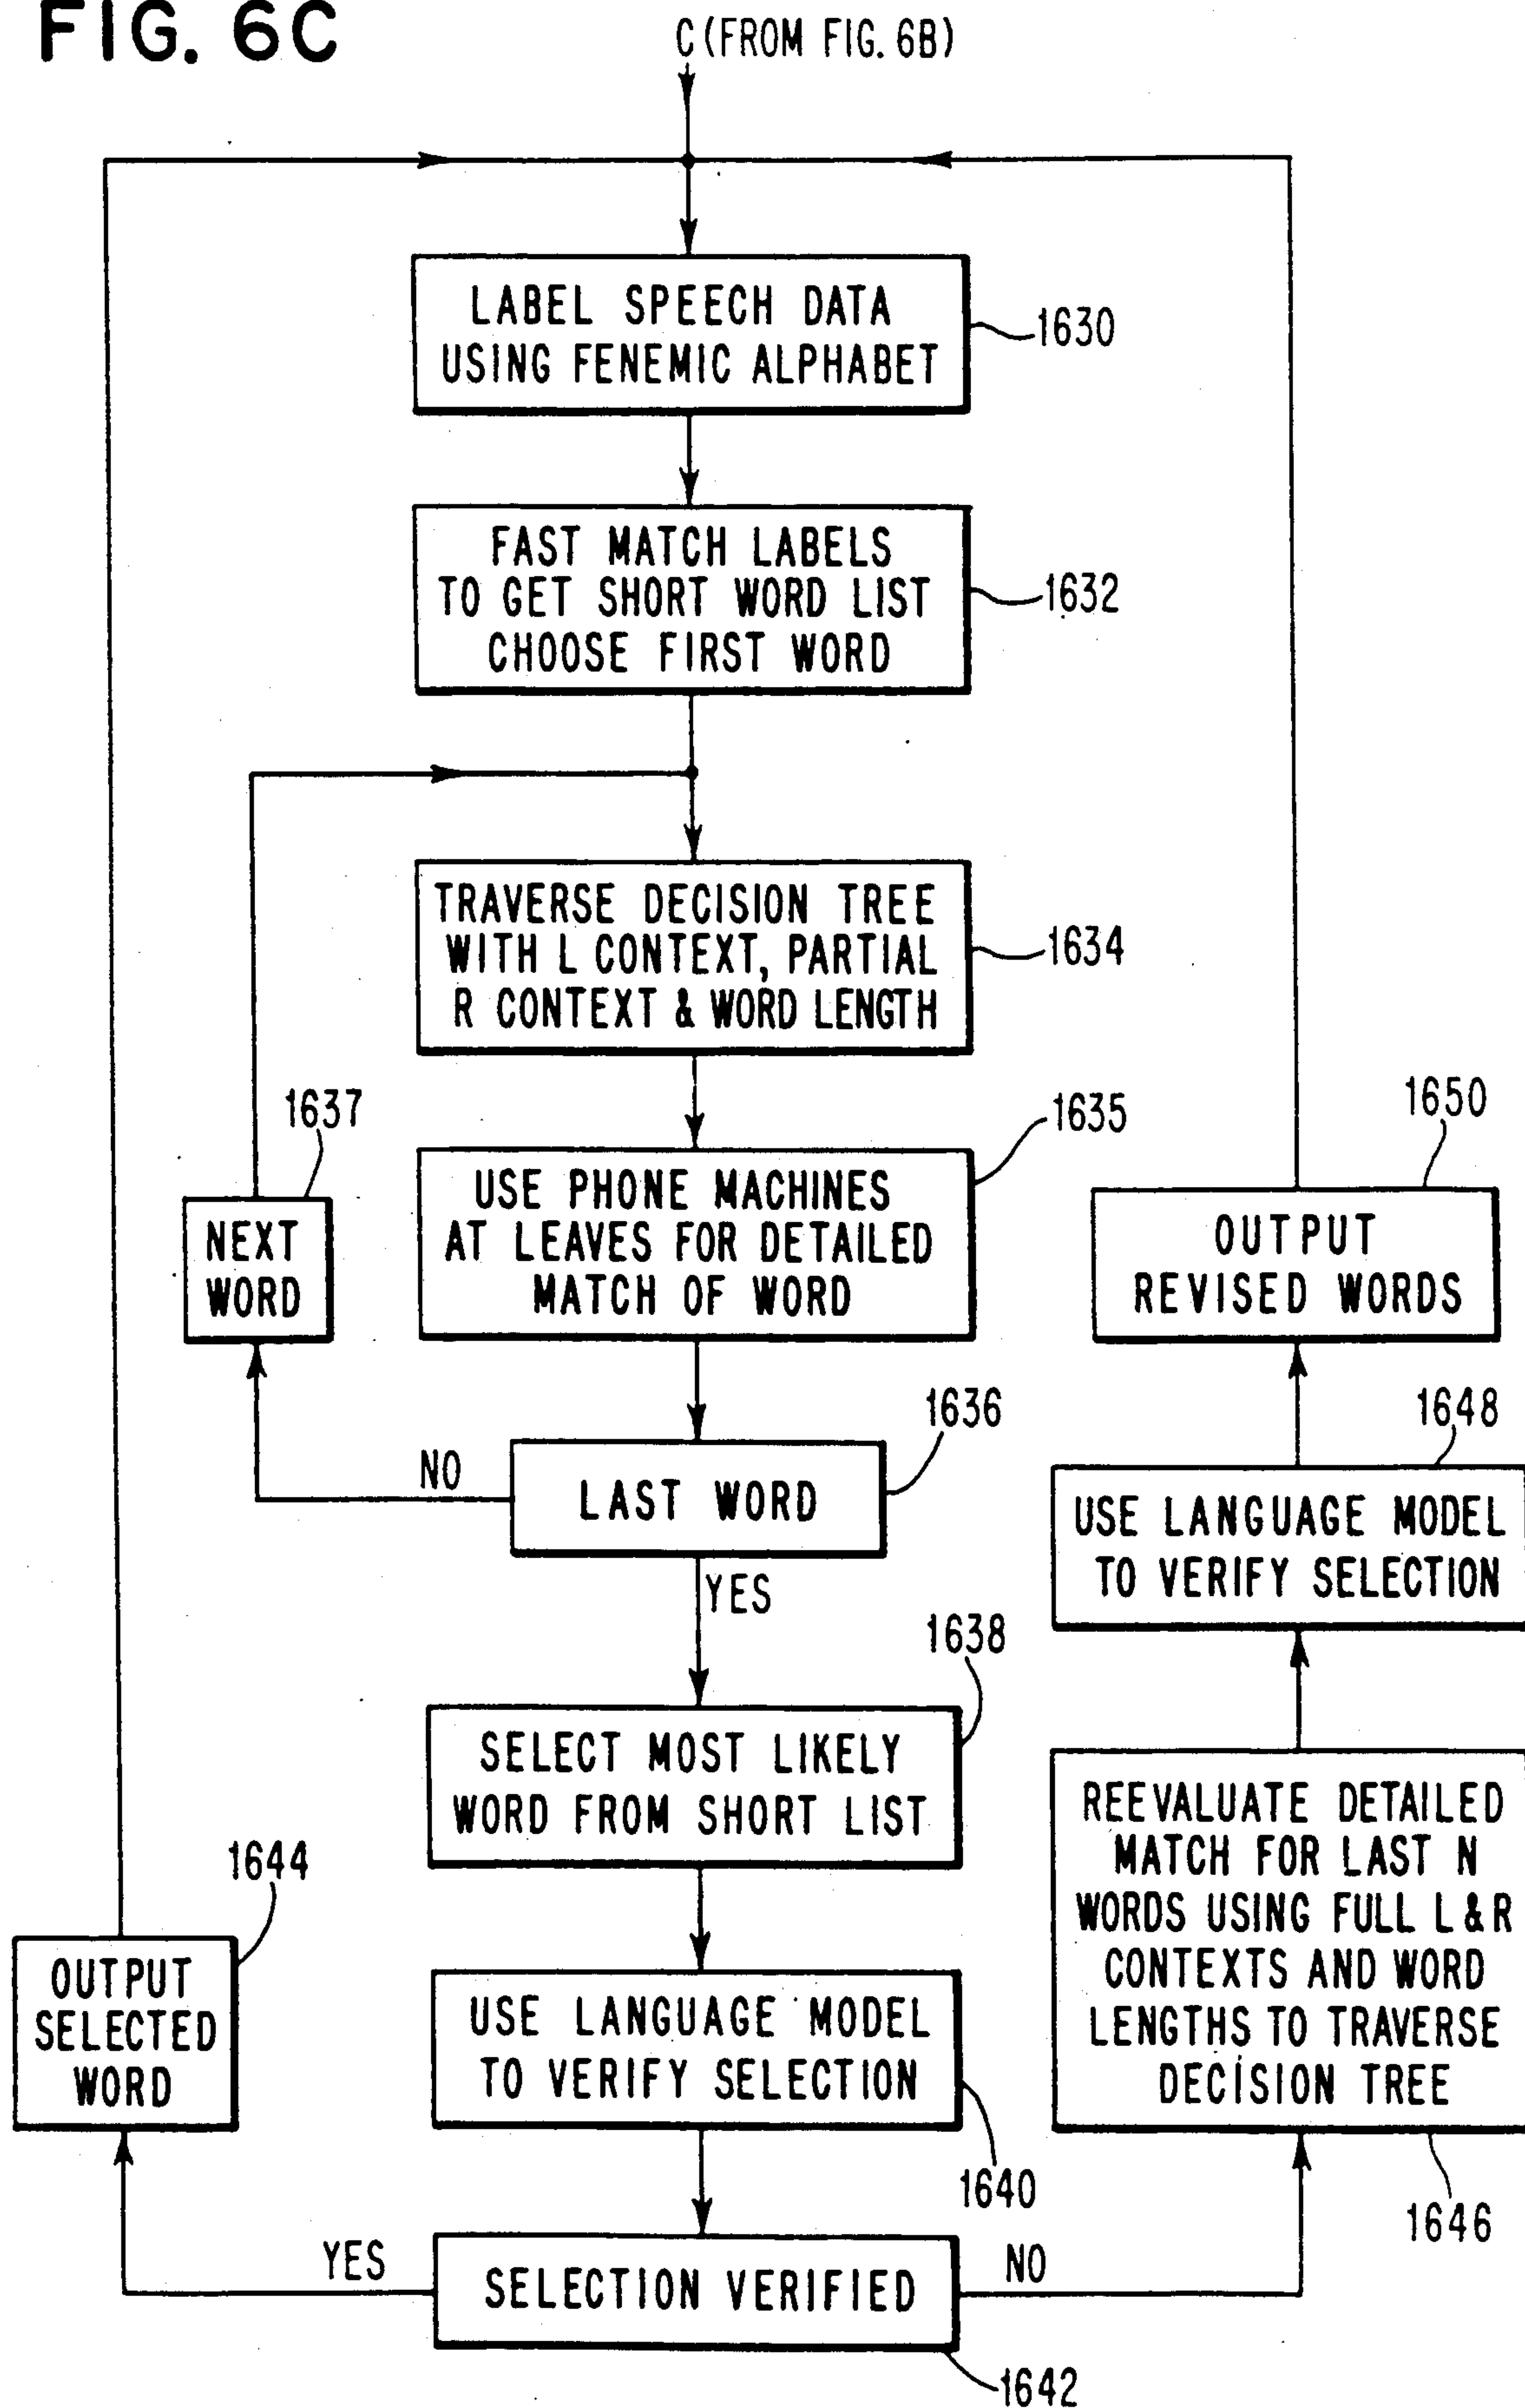 FIG. 6C
C (FROM FIG. 6B)
LABEL SPEECH DATA
USING FENEMIC ALPHABET
1630
FAST MATCH LABELS
TO GET SHORT WORD LIST
CHOOSE FIRST WORD
1632
TRAVERSE DECISION TREE
WITH L CONTEXT, PARTIAL
R CONTEXT & WORD LENGTH
1634
USE PHONE MACHINES
AT LEAVES FOR DETAILED
MATCH OF WORD
1635
1637
NEXT
WORD
LAST WORD
1636
NO
YES
SELECT MOST LIKELY
WORD FROM SHORT LIST
1638
USE LANGUAGE MODEL
TO VERIFY SELECTION
1640
SELECTION VERIFIED
1642
YES
NO
1644
OUTPUT
SELECTED
WORD
REEVALUATE DETAILED
MATCH FOR LAST N
WORDS USING FULL L & R
CONTEXTS AND WORD
LENGTHS TO TRAVERSE
DECISION TREE
1646
USE LANGUAGE MODEL
TO VERIFY SELECTION
1648
OUTPUT
REVISED WORDS
1650